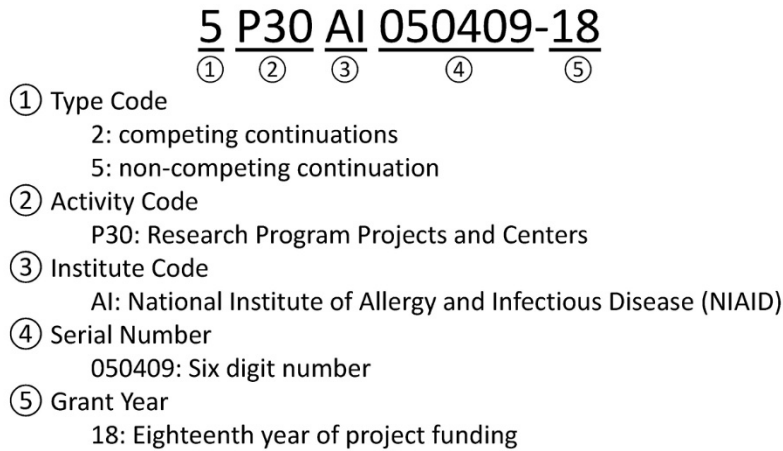 5 P30 AI 050409-18
① ② ③ ④ ⑤
① Type Code
2: competing continuations
5: non-competing continuation
② Activity Code
P30: Research Program Projects and Centers
③ Institute Code
AI: National Institute of Allergy and Infectious Disease (NIAID)
④ Serial Number
050409: Six digit number
⑤ Grant Year
18: Eighteenth year of project funding